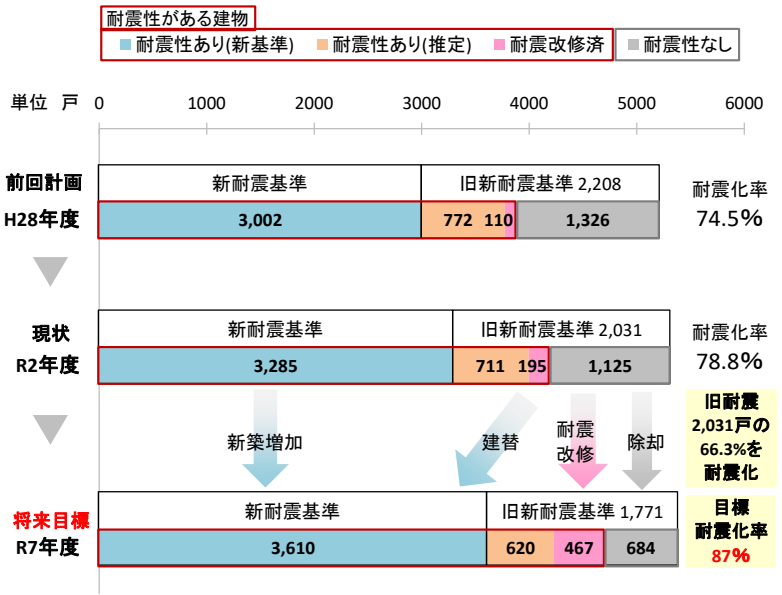 耐震性がある建物
耐震性あり(新基準) 耐震性あり(推定) 耐震改修済 耐震性なし
単位 戸 0 1000 2000 3000 4000 5000 6000
前回計画 新耐震基準 旧新耐震基準 2,208 耐震化率
H28年度 3,002 772 110 1,326 74.5%
現状 新耐震基準 旧新耐震基準 2,031 耐震化率
R2年度 3,285 711 195 1,125 78.8%
旧耐震
2,031戸の
66.3%を
耐震化
新築増加 建替 耐震
改修 除却
将来目標 新耐震基準 旧新耐震基準 1,771 目標
耐震化率
R7年度 3,610 620 467 684 87%